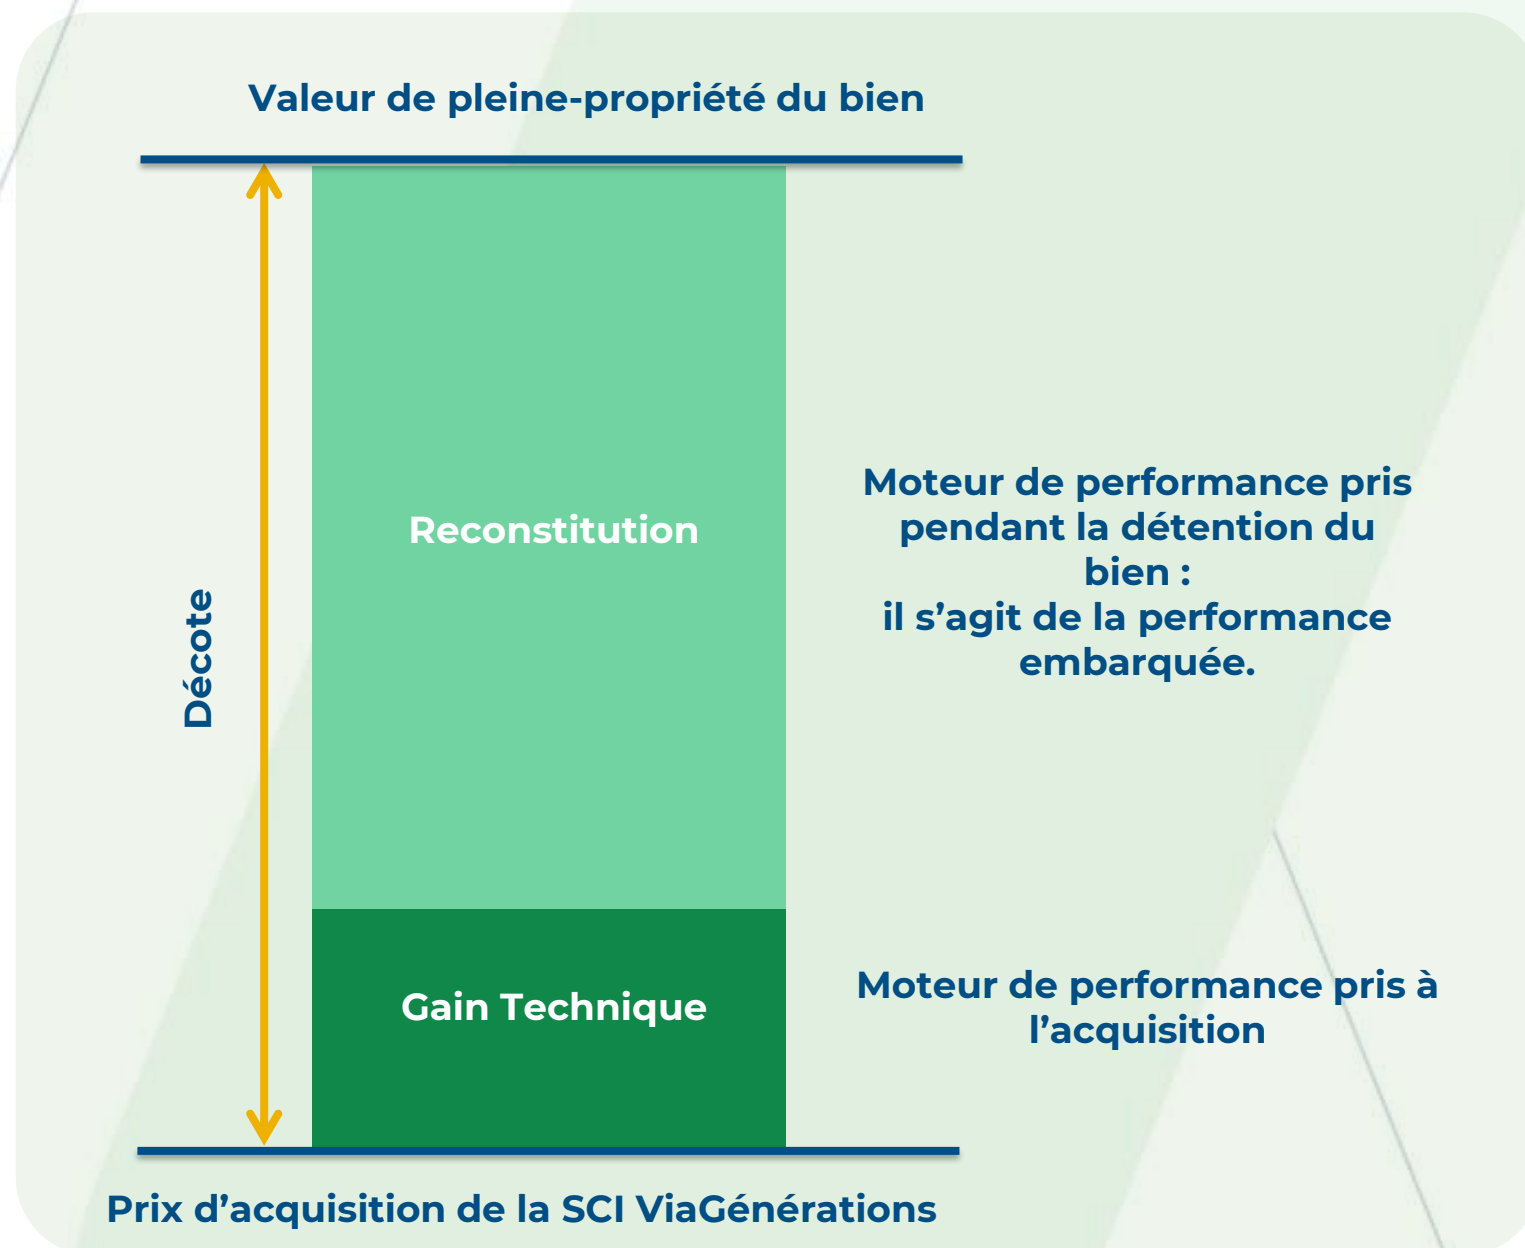 Valeur de pleine-propriété du bien
Décote
Reconstitution
Moteur de performance pris
pendant la détention du
bien :
il s’agit de la performance
embarquée.
Gain Technique
Moteur de performance pris à
l’acquisition
Prix d’acquisition de la SCI ViaGénérations